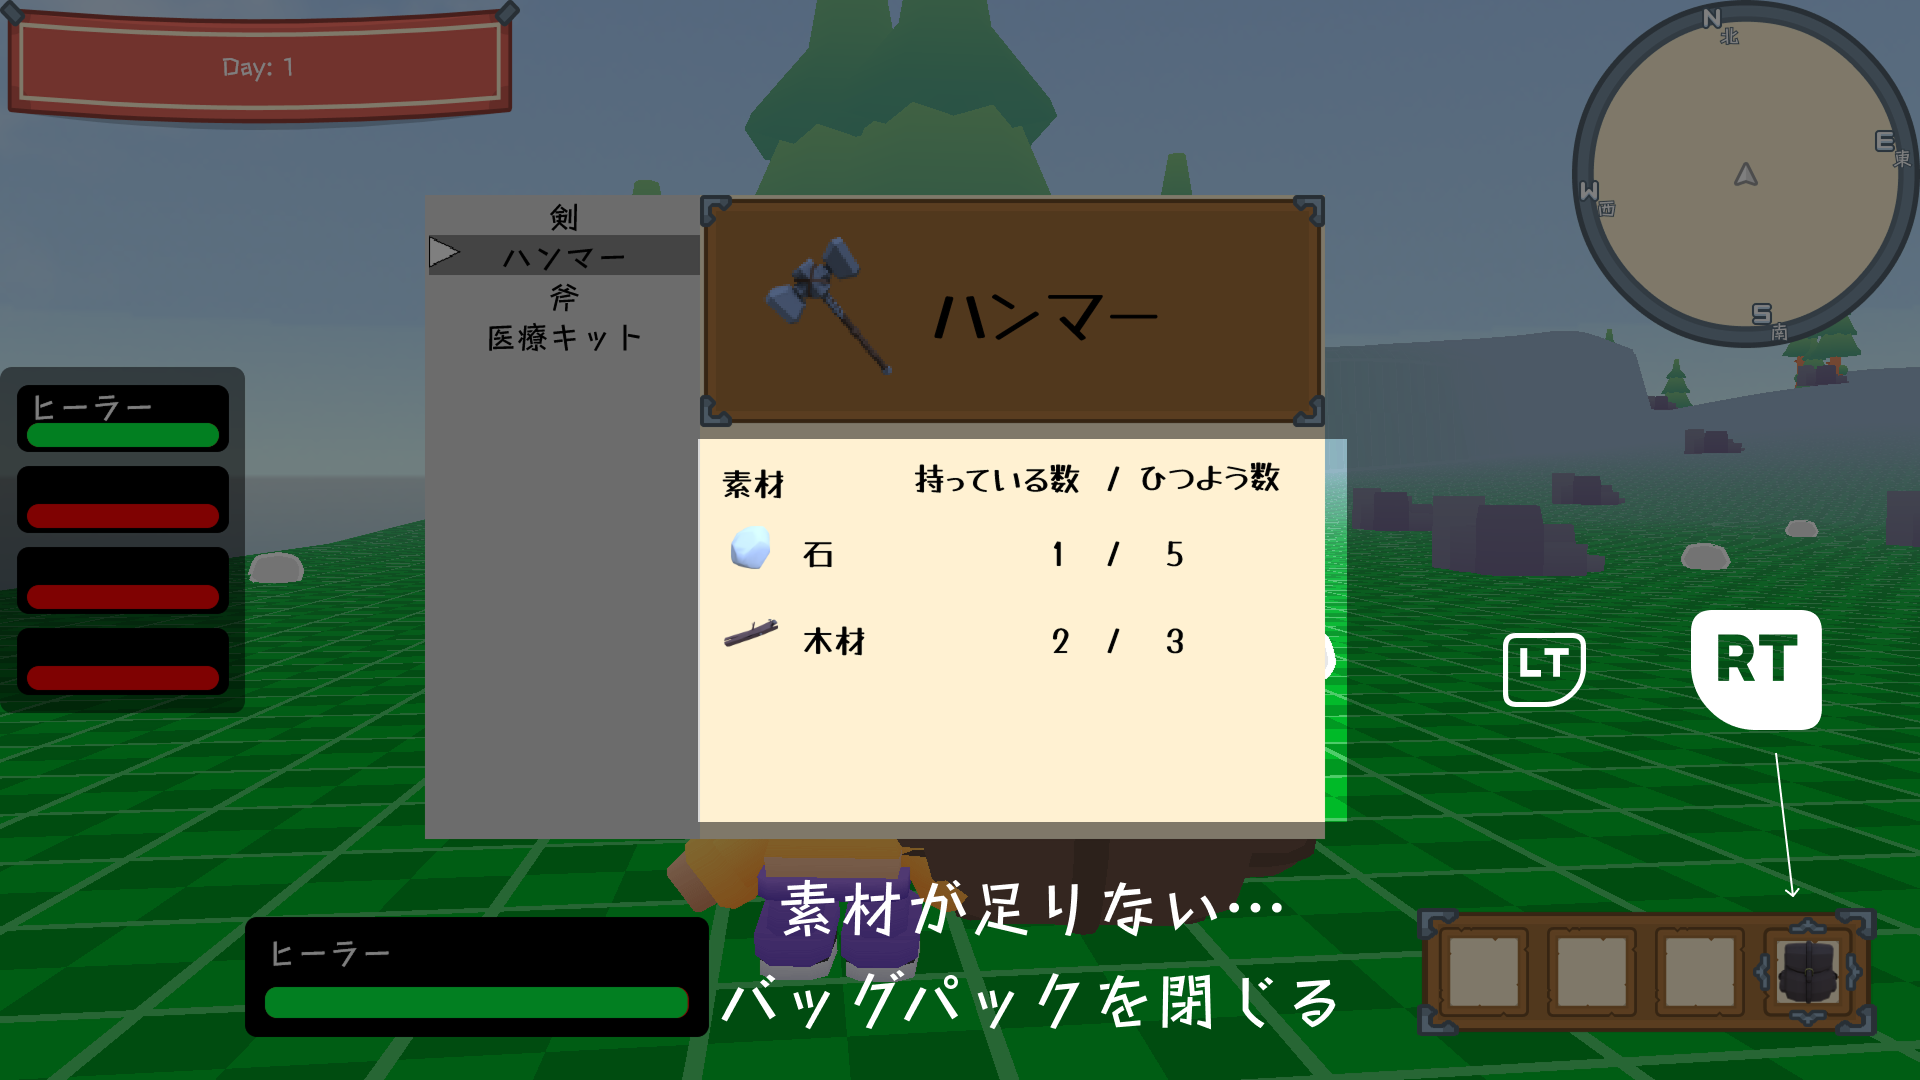 Day: 1
N
北
E
東
W
西
S
南
剣
ハンマー
斧
医療キット
ハンマー
ヒーラー
素材 持っている数 / ひつよう数
石 1 / 5
木材 2 / 3
LT
RT
素材が足りない…
バックパックを閉じる
ヒーラー